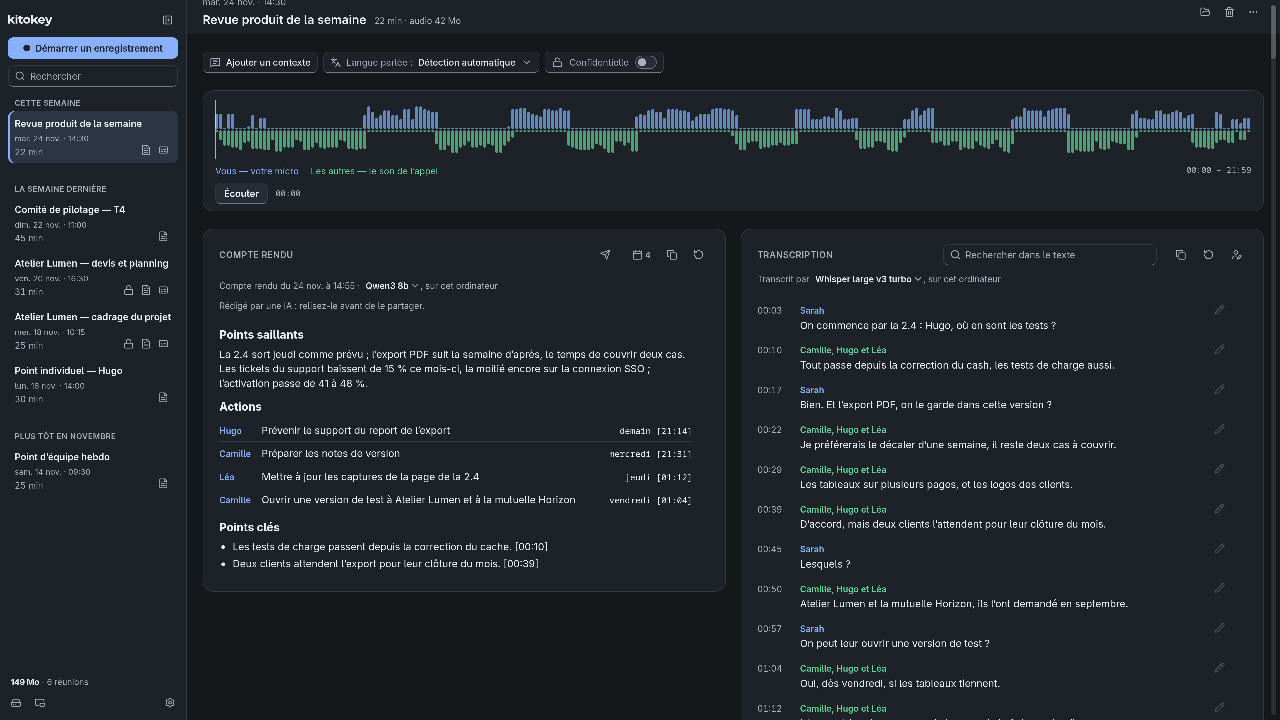 kitokey
Démarrer un enregistrement
Rechercher
CETTE SEMAINE
Revue produit de la semaine
mar. 24 nov. · 14:30
22 min
LA SEMAINE DERNIÈRE
Comité de pilotage — T4
dim. 22 nov. · 11:00
45 min
Atelier Lumen — devis et planning
ven. 20 nov. · 16:30
31 min
Atelier Lumen — cadrage du projet
mer. 18 nov. · 10:15
25 min
Point individuel — Hugo
lun. 16 nov. · 14:00
30 min
PLUS TÔT EN NOVEMBRE
Point d'équipe hebdo
sam. 14 nov. · 09:30
25 min
149 Mo · 6 réunions
mar. 24 nov. · 14:30
Revue produit de la semaine 22 min · audio 42 Mo
Ajouter un contexte
Langue parlée : Détection automatique
Confidentielle
Vous — votre micro Les autres — le son de l'appel
00:00 – 21:59
Écouter 00:00
COMPTE RENDU
4
Compte rendu du 24 nov. à 14:55 · Qwen3 8b, sur cet ordinateur
Rédigé par une IA : relisez-le avant de le partager.
Points saillants
La 2.4 sort jeudi comme prévu ; l'export PDF suit la semaine d'après, le temps de couvrir deux cas.
Les tickets du support baissent de 15 % ce mois-ci, la moitié encore sur la connexion SSO ;
l'activation passe de 41 à 48 %.
Actions
Hugo Prévenir le support du report de l'export demain [21:14]
Camille Préparer les notes de version mercredi [21:31]
Léa Mettre à jour les captures de la page de la 2.4 jeudi [01:12]
Camille Ouvrir une version de test à Atelier Lumen et à la mutuelle Horizon vendredi [01:04]
Points clés
• Les tests de charge passent depuis la correction du cache. [00:10]
• Deux clients attendent l'export pour leur clôture du mois. [00:39]
TRANSCRIPTION
Rechercher dans le texte
Transcrit par Whisper large v3 turbo, sur cet ordinateur
00:03 Sarah
On commence par la 2.4 : Hugo, où en sont les tests ?
00:10 Camille, Hugo et Léa
Tout passe depuis la correction du cash, les tests de charge aussi.
00:17 Sarah
Bien. Et l'export PDF, on le garde dans cette version ?
00:22 Camille, Hugo et Léa
Je préférerais le décaler d'une semaine, il reste deux cas à couvrir.
00:29 Camille, Hugo et Léa
Les tableaux sur plusieurs pages, et les logos des clients.
00:39 Camille, Hugo et Léa
D'accord, mais deux clients l'attendent pour leur clôture du mois.
00:45 Sarah
Lesquels ?
00:50 Camille, Hugo et Léa
Atelier Lumen et la mutuelle Horizon, ils l'ont demandé en septembre.
00:57 Sarah
On peut leur ouvrir une version de test ?
01:04 Camille, Hugo et Léa
Oui, dès vendredi, si les tableaux tiennent.
01:12 Camille, Hugo et Léa